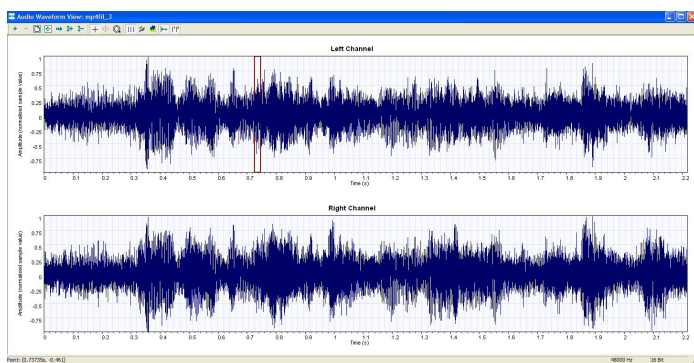 Audio Waveform View: mp4fil_3
Left Channel
Amplitude (normalised sample value)
1
0.75
0.5
0.25
0
-0.25
-0.5
-0.75
0 0.1 0.2 0.3 0.4 0.5 0.6 0.7 0.8 0.9 1 1.1 1.2 1.3 1.4 1.5 1.6 1.7 1.8 1.9 2 2.1 2.2
Time (s)
Right Channel
Amplitude (normalised sample value)
1
0.75
0.5
0.25
0
-0.25
-0.5
-0.75
0 0.1 0.2 0.3 0.4 0.5 0.6 0.7 0.8 0.9 1 1.1 1.2 1.3 1.4 1.5 1.6 1.7 1.8 1.9 2 2.1 2.2
Time (s)
Point: (0.73735s, -0.461) 48000 Hz 16 Bit